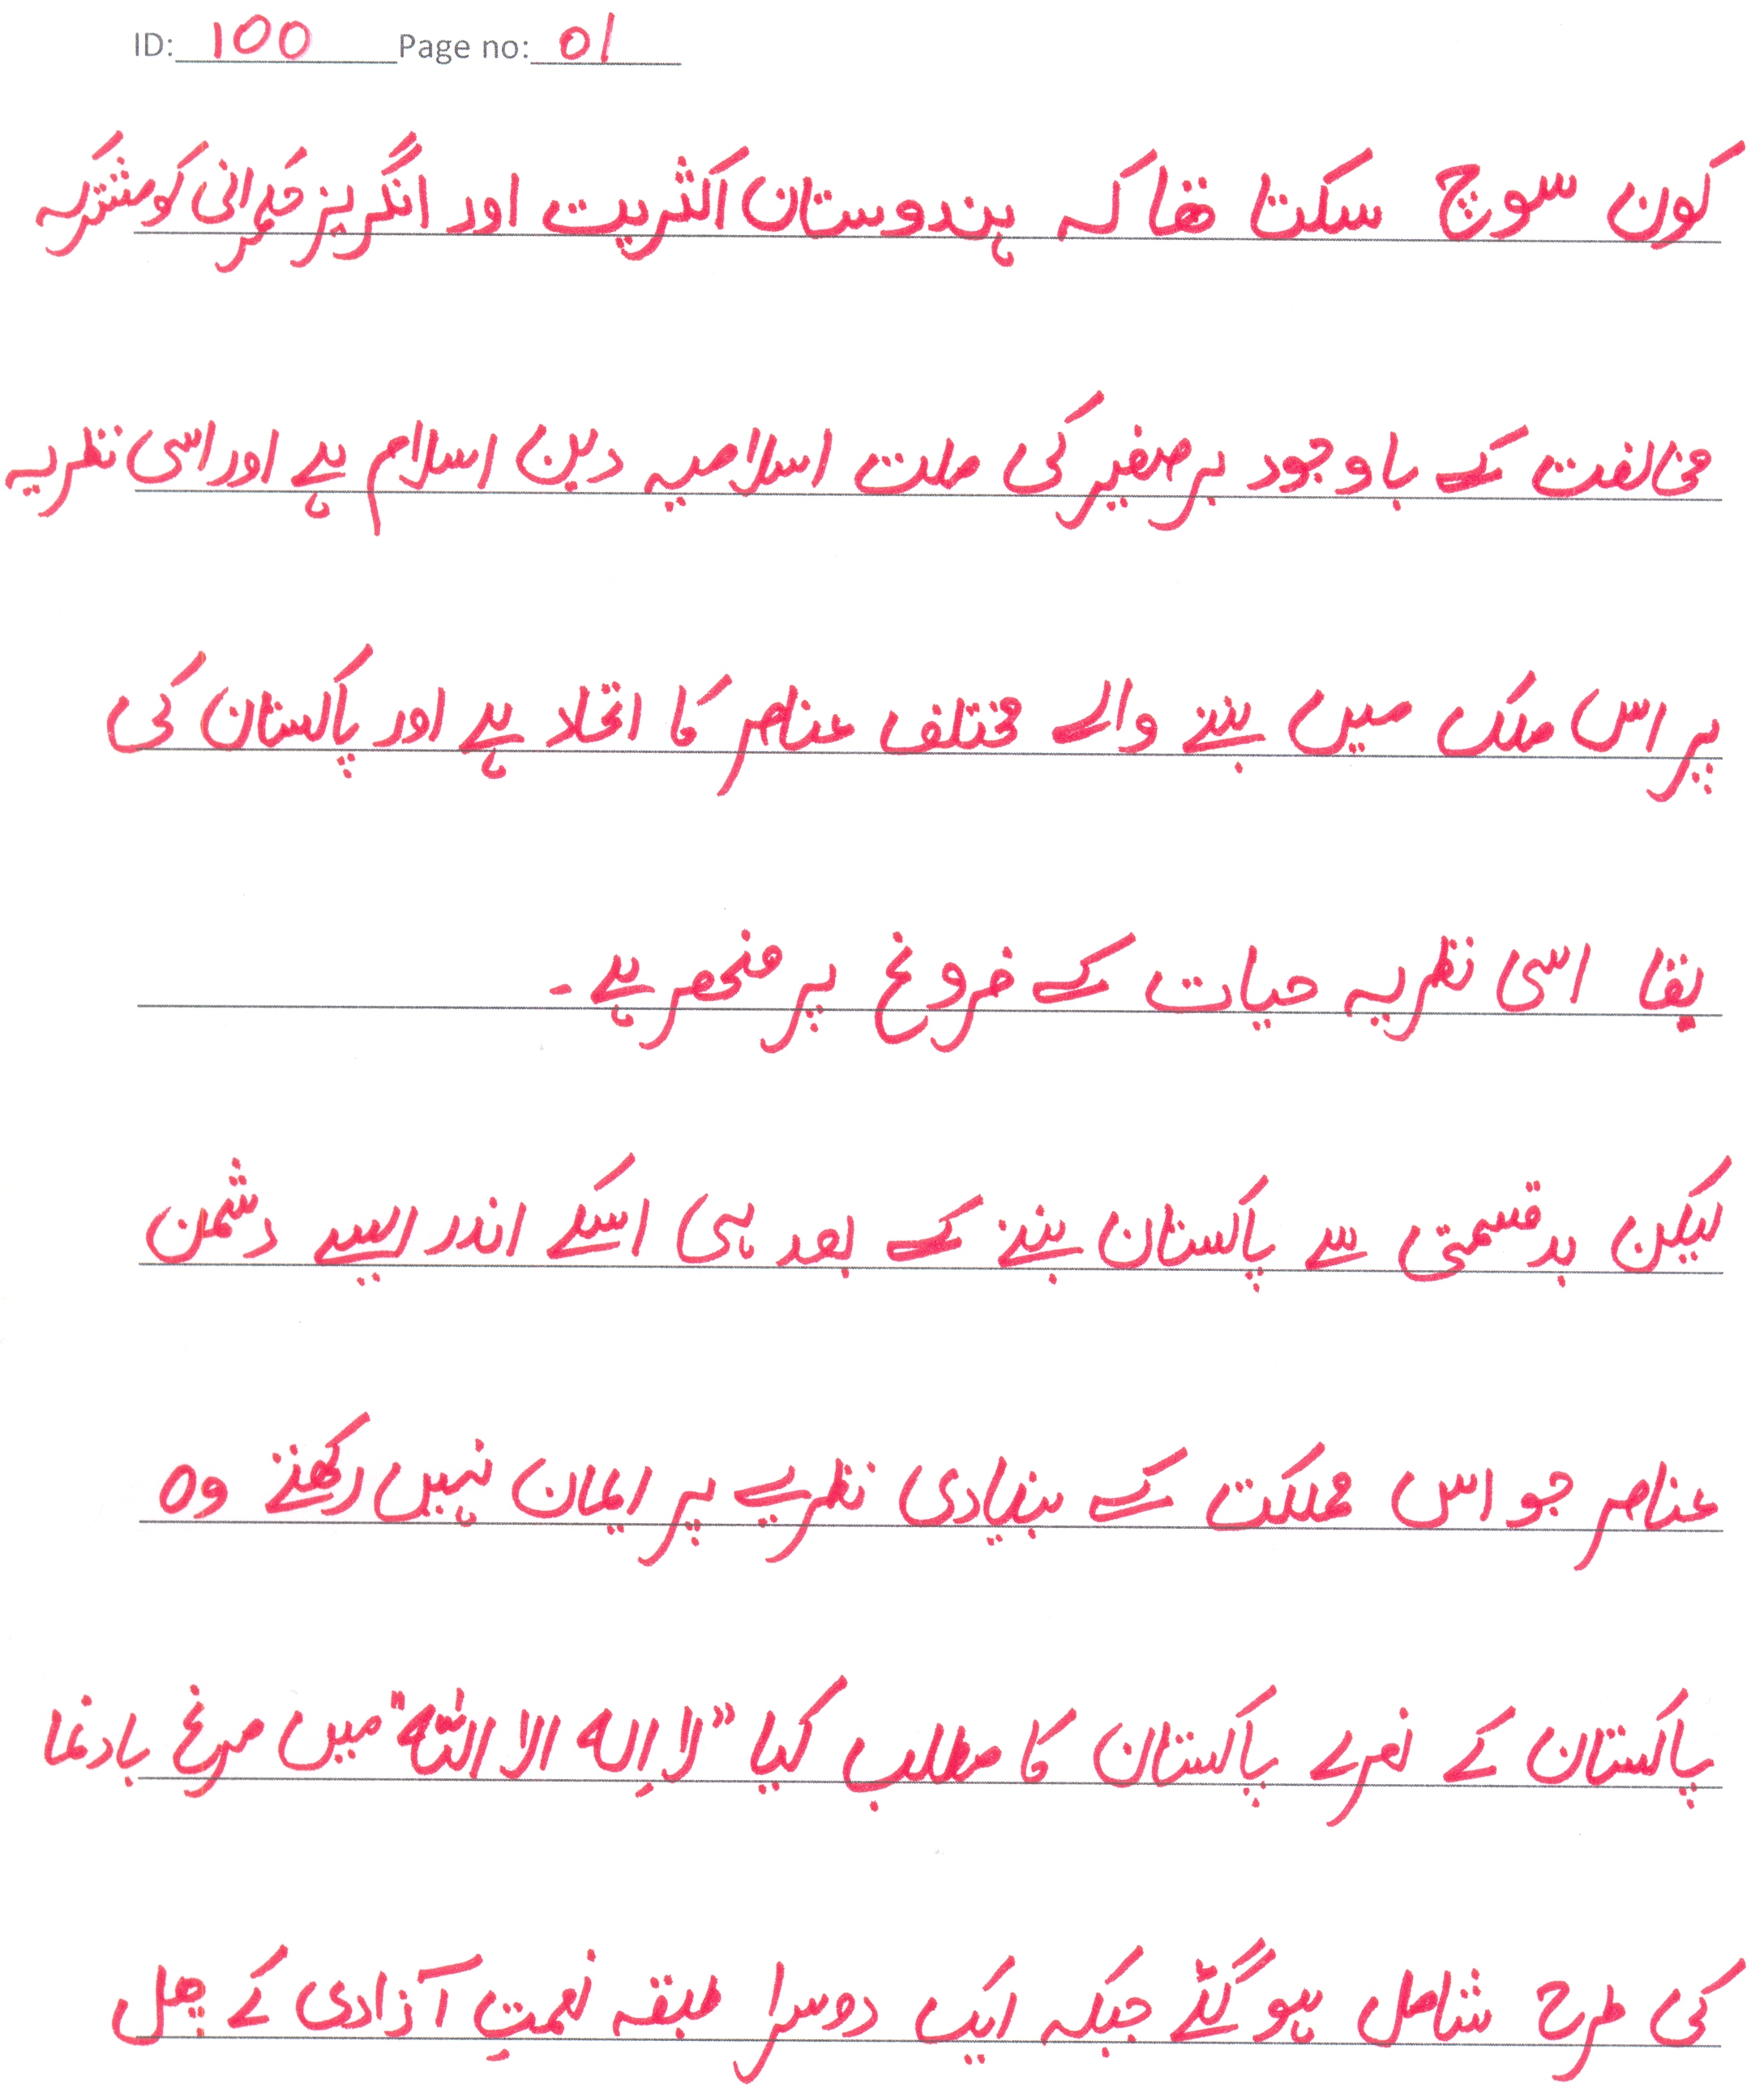 ID: 100 Page no: 01
کون سوچ سکتا تھا کہ ہندوستان اکثریت اور انگریز حکمرانی کو مشترکہ
مخالفت کے باوجود برصغیر کی ملت اسلامیہ دین اسلام ہے اور اسی نظریہ
پر اس ملک میں بننے والے مختلف عناصر کا اتحاد ہے اور پاکستان کی
بقا اسی نظریہ حیات کے فروغ پر منحصر ہے۔
لیکن بدقسمتی سے پاکستان بننے کے بعد ہی اسکے اندر ایسے دشمن
عناصر جو اس مملکت کے بنیادی نظریے پر ایمان نہیں رکھتے وہ
پاکستان کے نعرے پاکستان کا مطلب کیا "لا اِلہ الا اللّٰہ" میں مرغ بادنما
کی طرح شامل ہوگئے جبکہ ایک دوسرا طبقہ نعمتِ آزادی کے پھل